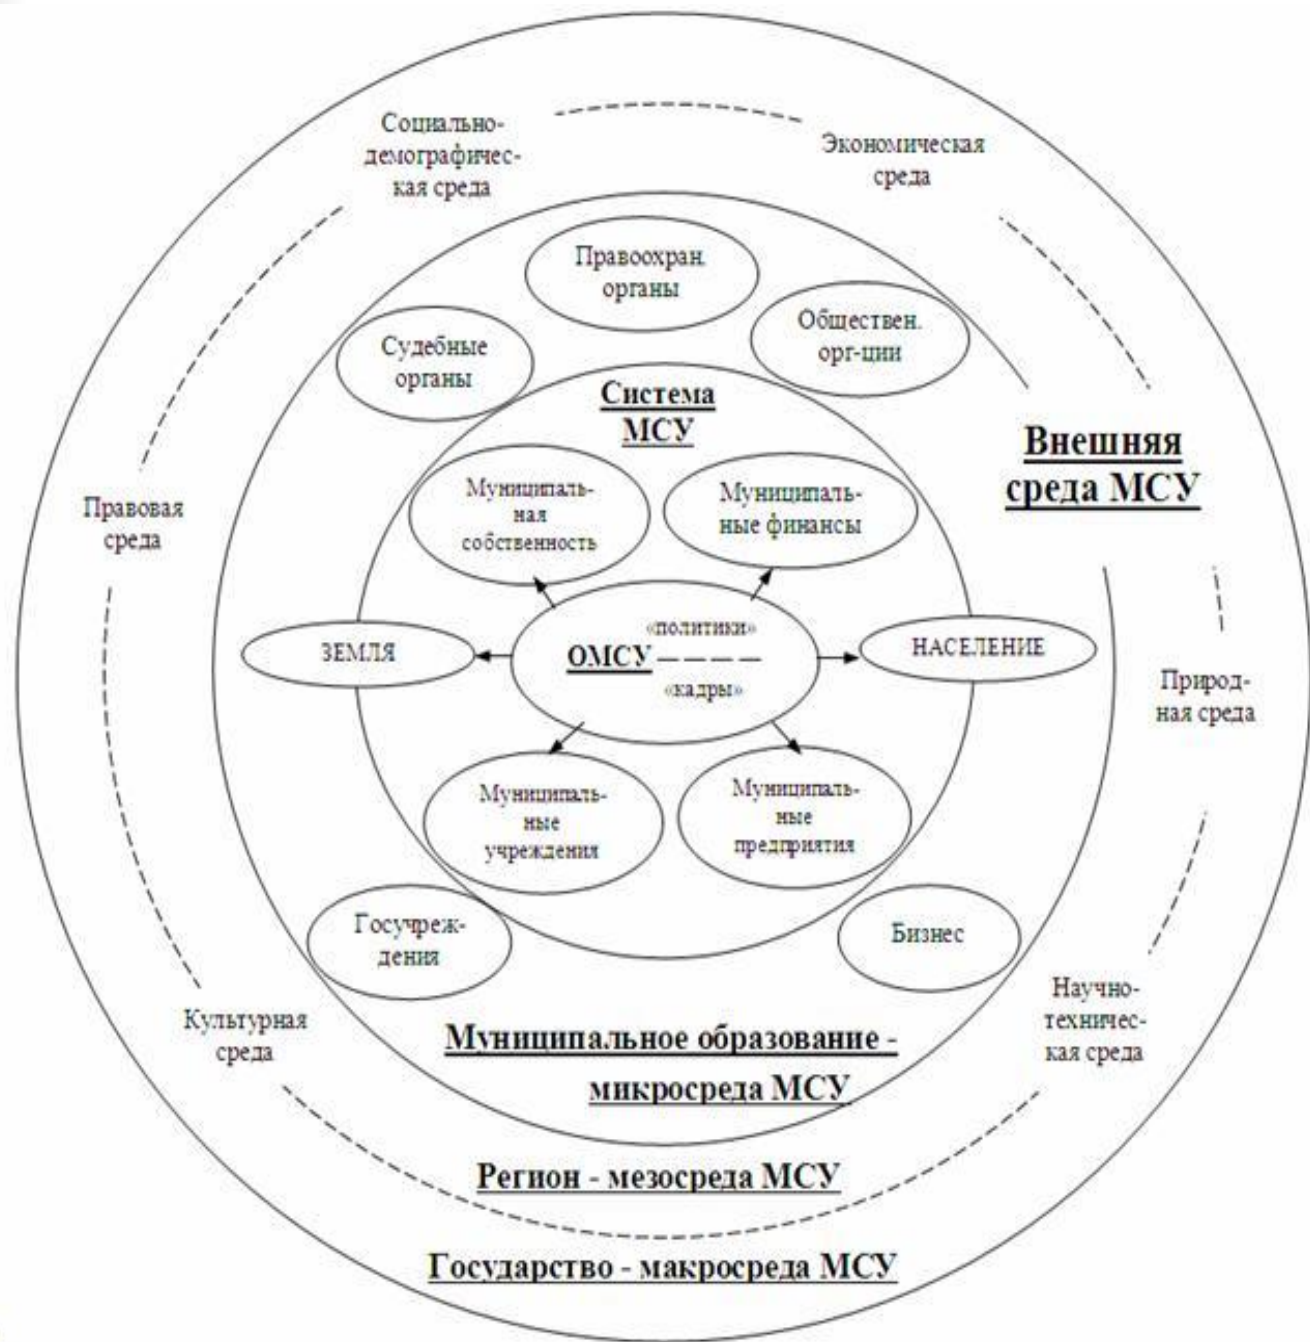 Социально-
демографичес-
кая среда
Экономическая
среда
Правоохран.
органы
Обществен.
орг-ции
Судебные
органы
Система
МСУ
Внешняя
среда МСУ
Муниципаль-
ная
собственность
Муниципаль-
ные финансы
Правовая
среда
ЗЕМЛЯ
«политики»
ОМСУ
«кадры»
НАСЕЛЕНИЕ
Природ-
ная среда
Муниципаль-
ные
учреждения
Муниципаль-
ные
предприятия
Госучреж-
дения
Бизнес
Культурная
среда
Научно-
техничес-
кая среда
Муниципальное образование -
микросреда МСУ
Регион - мезосреда МСУ
Государство - макросреда МСУ